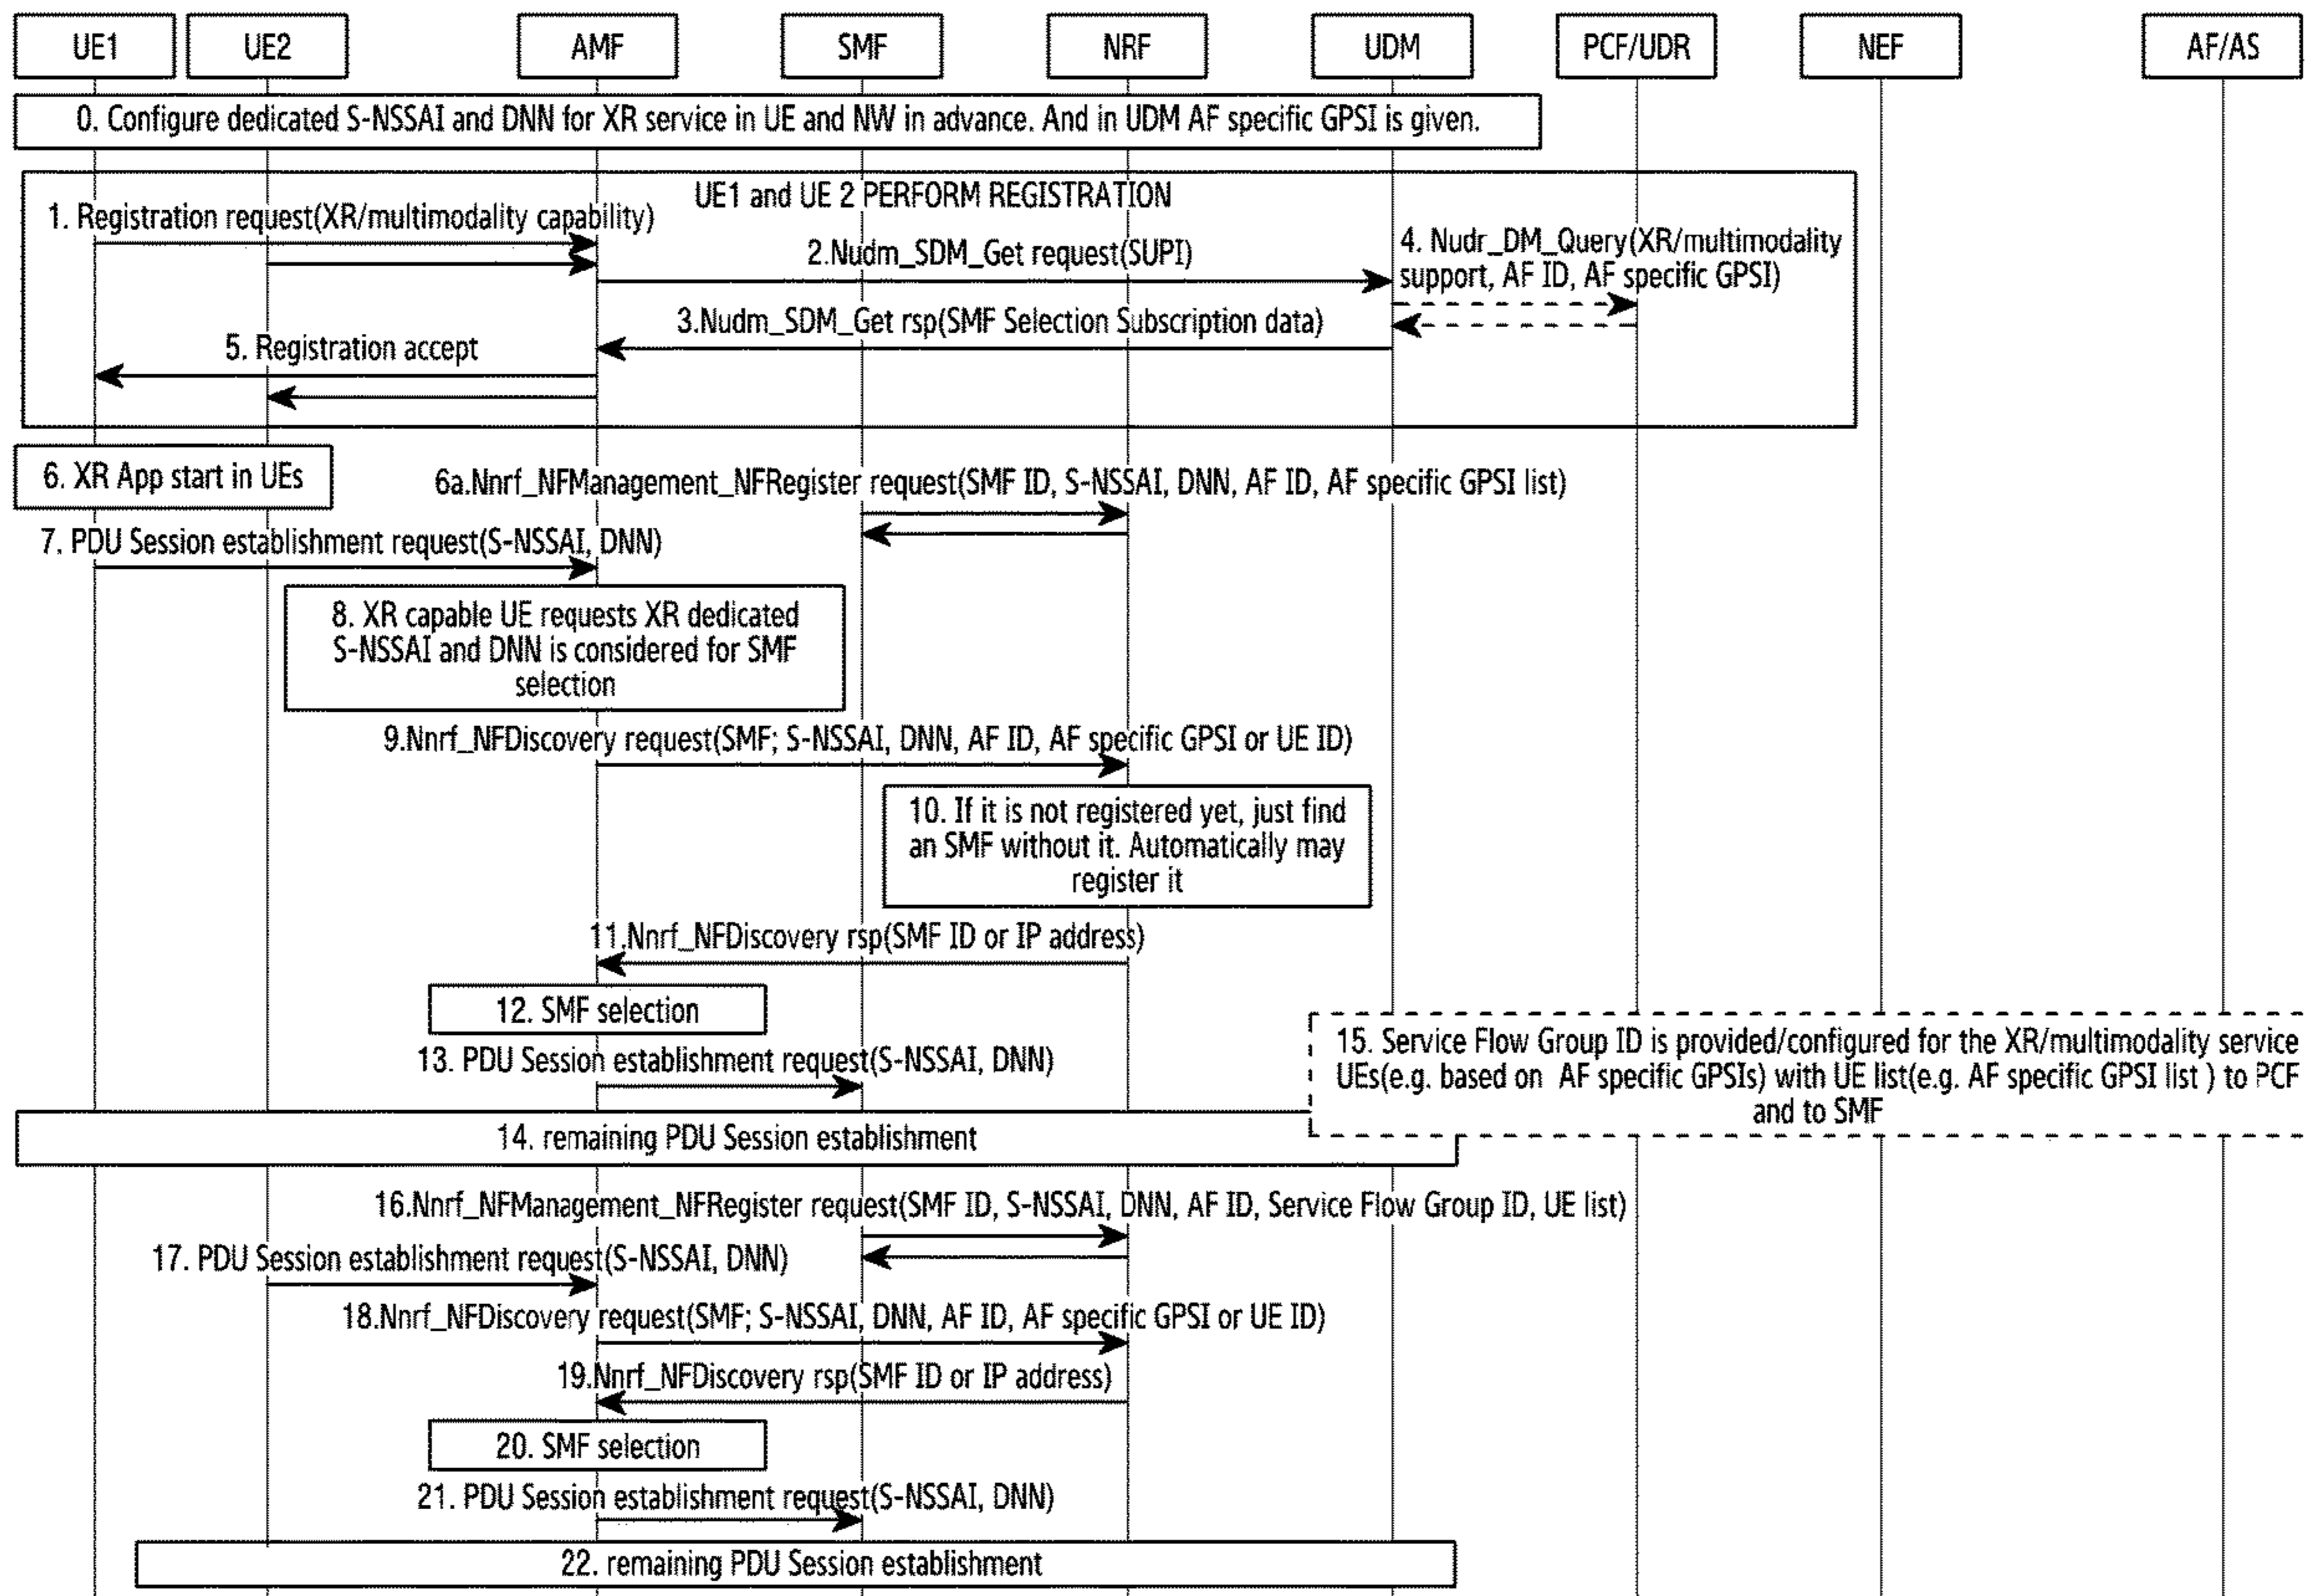 UE1 UE2 AMF SMF NRF UDM PCF/UDR NEF AF/AS
0. Configure dedicated S-NSSAI and DNN for XR service in UE and NW in advance. And in UDM AF specific GPSI is given.
UE1 and UE 2 PERFORM REGISTRATION
1. Registration request(XR/multimodality capability)
2.Nudm_SDM_Get request(SUPI)
4. Nudr_DM_Query(XR/multimodality
support, AF ID, AF specific GPSI)
3.Nudm_SDM_Get rsp(SMF Selection Subscription data)
5. Registration accept
6. XR App start in UEs
6a.Nnrf_NFManagement_NFRegister request(SMF ID, S-NSSAI, DNN, AF ID, AF specific GPSI list)
7. PDU Session establishment request(S-NSSAI, DNN)
8. XR capable UE requests XR dedicated
S-NSSAI and DNN is considered for SMF
selection
9.Nnrf_NFDiscovery request(SMF; S-NSSAI, DNN, AF ID, AF specific GPSI or UE ID)
10. If it is not registered yet, just find
an SMF without it. Automatically may
register it
11.Nnrf_NFDiscovery rsp(SMF ID or IP address)
12. SMF selection
13. PDU Session establishment request(S-NSSAI, DNN)
15. Service Flow Group ID is provided/configured for the XR/multimodality service
UEs(e.g. based on AF specific GPSIs) with UE list(e.g. AF specific GPSI list ) to PCF
and to SMF
14. remaining PDU Session establishment
16.Nnrf_NFManagement_NFRegister request(SMF ID, S-NSSAI, DNN, AF ID, Service Flow Group ID, UE list)
17. PDU Session establishment request(S-NSSAI, DNN)
18.Nnrf_NFDiscovery request(SMF; S-NSSAI, DNN, AF ID, AF specific GPSI or UE ID)
19.Nnrf_NFDiscovery rsp(SMF ID or IP address)
20. SMF selection
21. PDU Session establishment request(S-NSSAI, DNN)
22. remaining PDU Session establishment